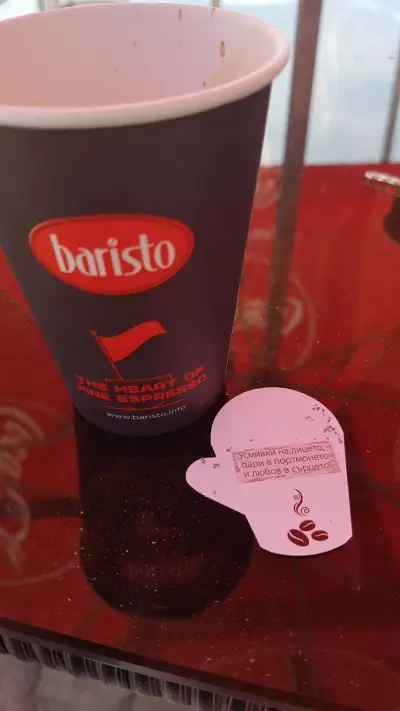 baristo
THE HEART OF
FINE ESPRESSO
www.baristo.info
Усмивки на лицето,
пари в портмонето
и любов в сърцето!